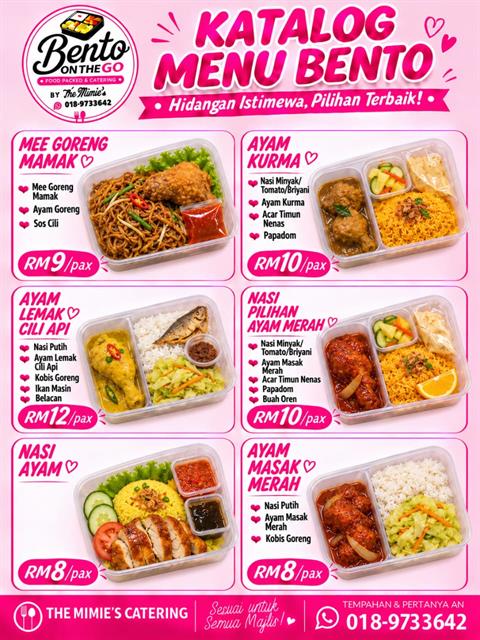 Bento
ON THE GO
FOOD PACKED & CATERING
BY The Mimie's
018-9733642
KATALOG
MENU BENTO
• Hidangan Istimewa, Pilihan Terbaik! •
MEE GORENG
MAMAK
Mee Goreng
Mamak
Ayam Goreng
Sos Cili
RM9/pax
AYAM
KURMA
Nasi Minyak/
Tomato/Briyani
Ayam Kurma
Acar Timun
Nenas
Papadom
RM10/pax
AYAM
LEMAK
CILI API
Nasi Putih
Ayam Lemak
Cili Api
Kobis Goreng
Ikan Masin
Belacan
RM12/pax
NASI
PILIHAN
AYAM MERAH
Nasi Minyak/
Tomato/Briyani
Ayam Masak
Merah
Acar Timun Nenas
Papadom
Buah Oren
RM10/pax
NASI
AYAM
RM8/pax
AYAM
MASAK
MERAH
Nasi Putih
Ayam Masak
Merah
Kobis Goreng
RM8/pax
THE MIMIE'S CATERING
Sesuai untuk
Semua Majlis!
TEMPAHAN & PERTANYAAN
018-9733642